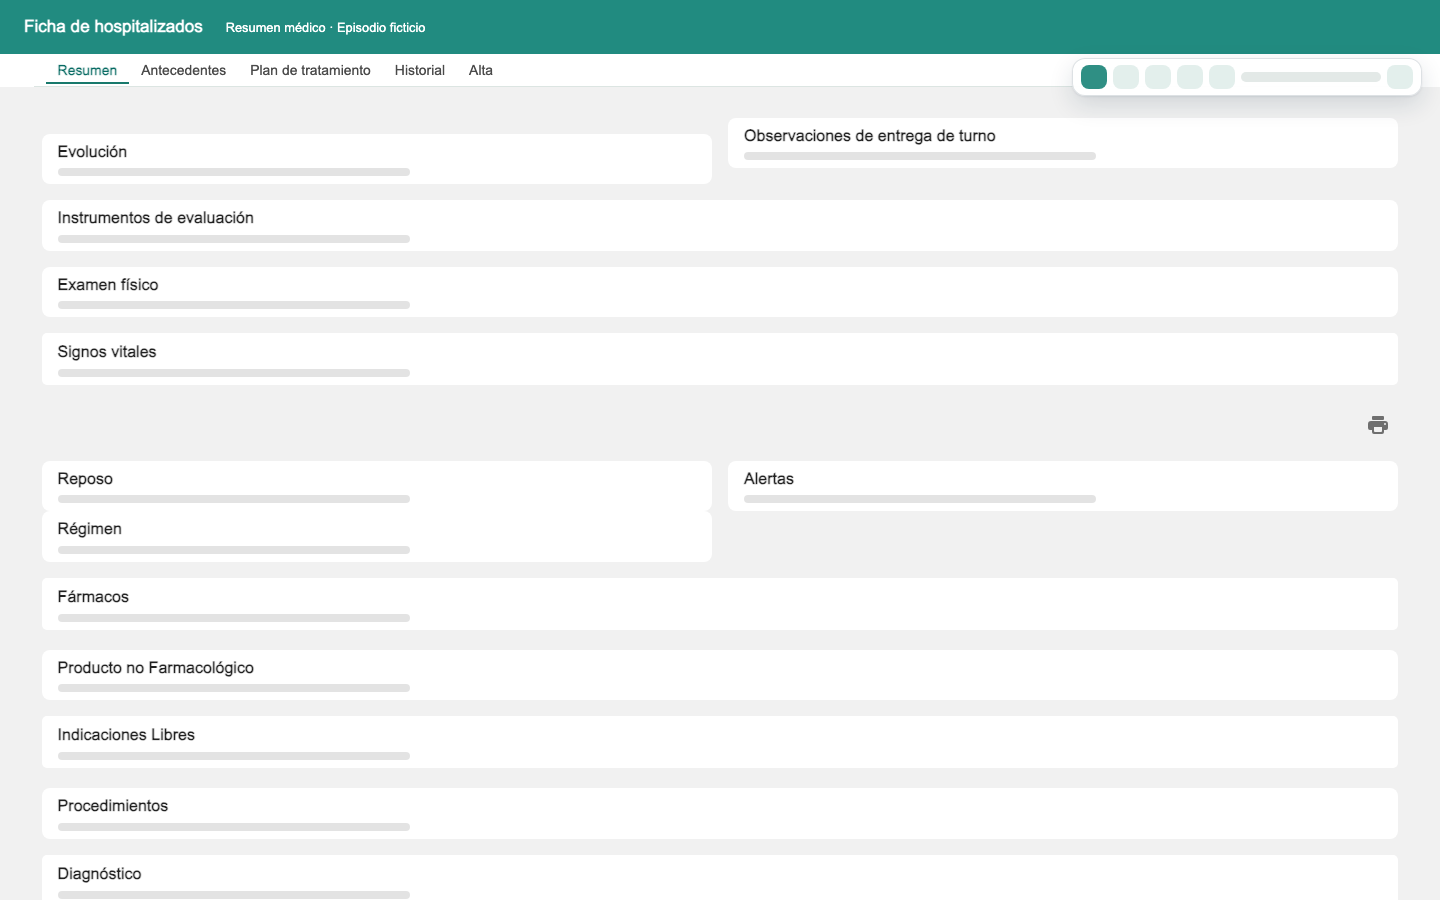 Ficha de hospitalizados
Resumen médico · Episodio ficticio
Resumen
Antecedentes
Plan de tratamiento
Historial
Alta
Evolución
Observaciones de entrega de turno
Instrumentos de evaluación
Examen físico
Signos vitales
Reposo
Alertas
Régimen
Fármacos
Producto no Farmacológico
Indicaciones Libres
Procedimientos
Diagnóstico